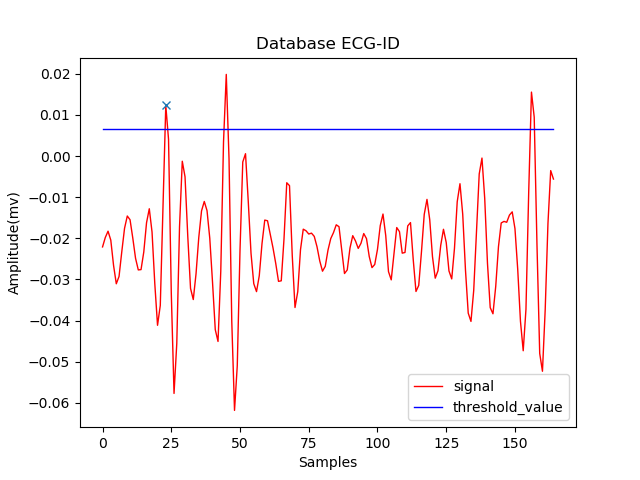 Database ECG-ID
Amplitude(mv)
0.02
0.01
0.00
−0.01
−0.02
−0.03
−0.04
−0.05
−0.06
signal
threshold_value
0 25 50 75 100 125 150
Samples